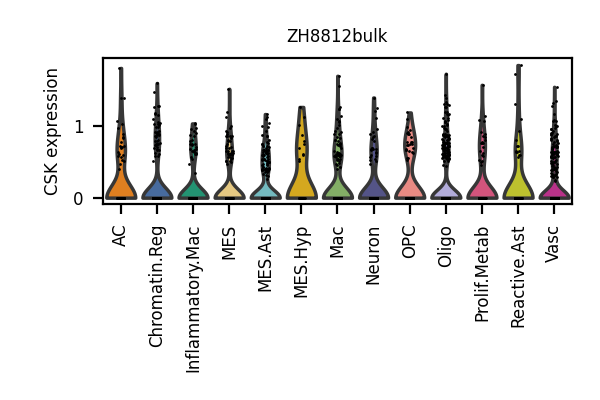 ZH8812bulk
CSK expression
1
0
AC
Chromatin.Reg
Inflammatory.Mac
MES
MES.Ast
MES.Hyp
Mac
Neuron
OPC
Oligo
Prolif.Metab
Reactive.Ast
Vasc